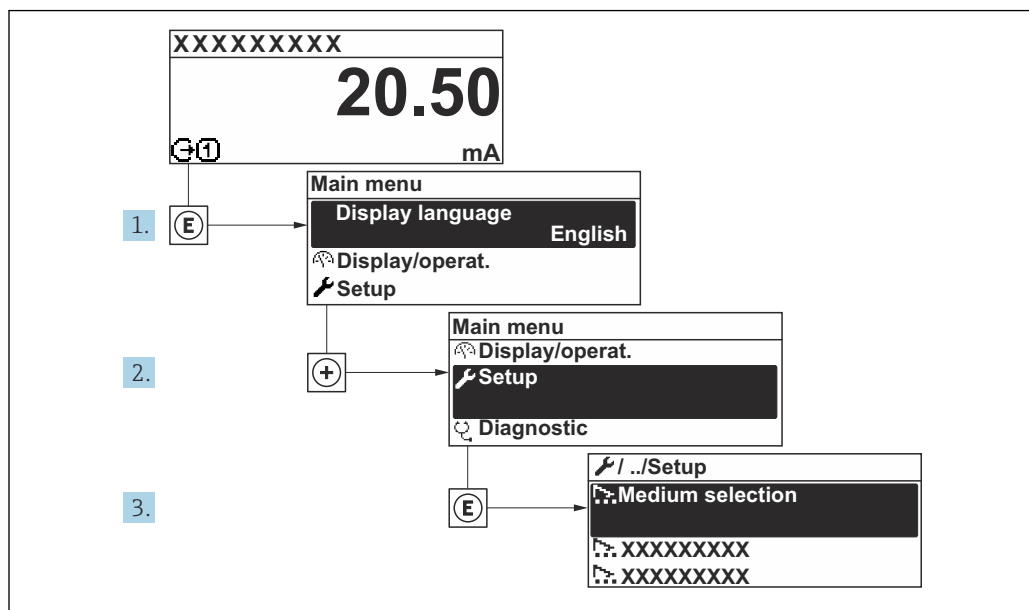 XXXXXXXXX
20.50
1 mA
Main menu
1. E Display language
English
Display/operat.
Setup
Main menu
Display/operat.
2. + Setup
Diagnostic
/ ../Setup
Medium selection
3. E
XXXXXXXXX
XXXXXXXXX